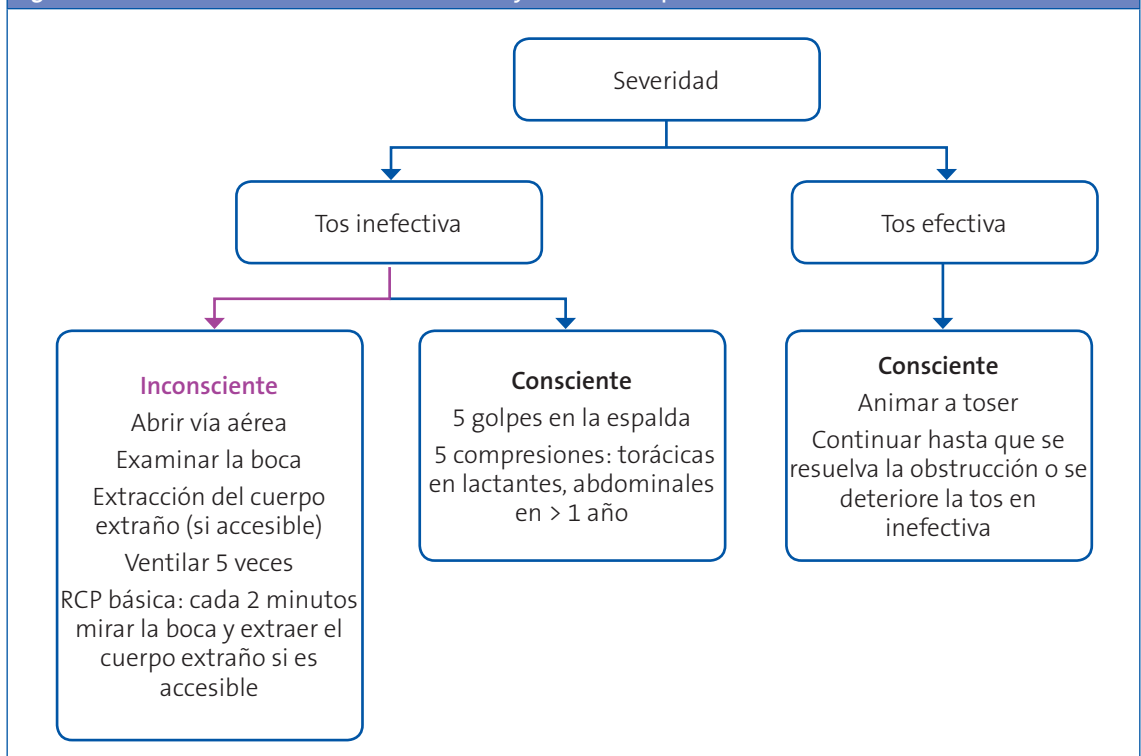 Severidad
Tos inefectiva
Tos efectiva
Inconsciente
Abrir vía aérea
Examinar la boca
Extracción del cuerpo
extraño (si accesible)
Ventilar 5 veces
RCP básica: cada 2 minutos
mirar la boca y extraer el
cuerpo extraño si es
accesible
Consciente
5 golpes en la espalda
5 compresiones: torácicas
en lactantes, abdominales
en > 1 año
Consciente
Animar a toser
Continuar hasta que se
resuelva la obstrucción o se
deteriore la tos en
inefectiva